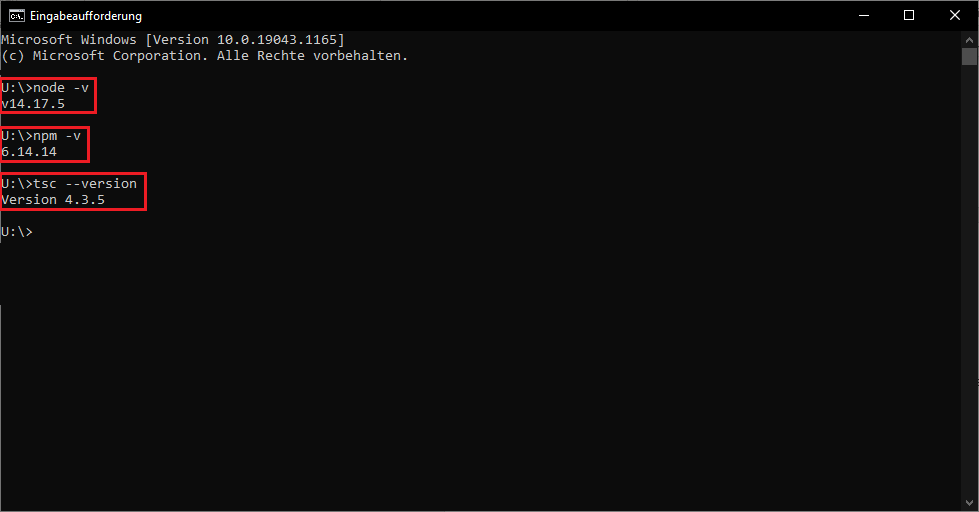 Eingabeaufforderung
Microsoft Windows [Version 10.0.19043.1165]
(c) Microsoft Corporation. Alle Rechte vorbehalten.
U:\>node -v
v14.17.5
U:\>npm -v
6.14.14
U:\>tsc --version
Version 4.3.5
U:\>